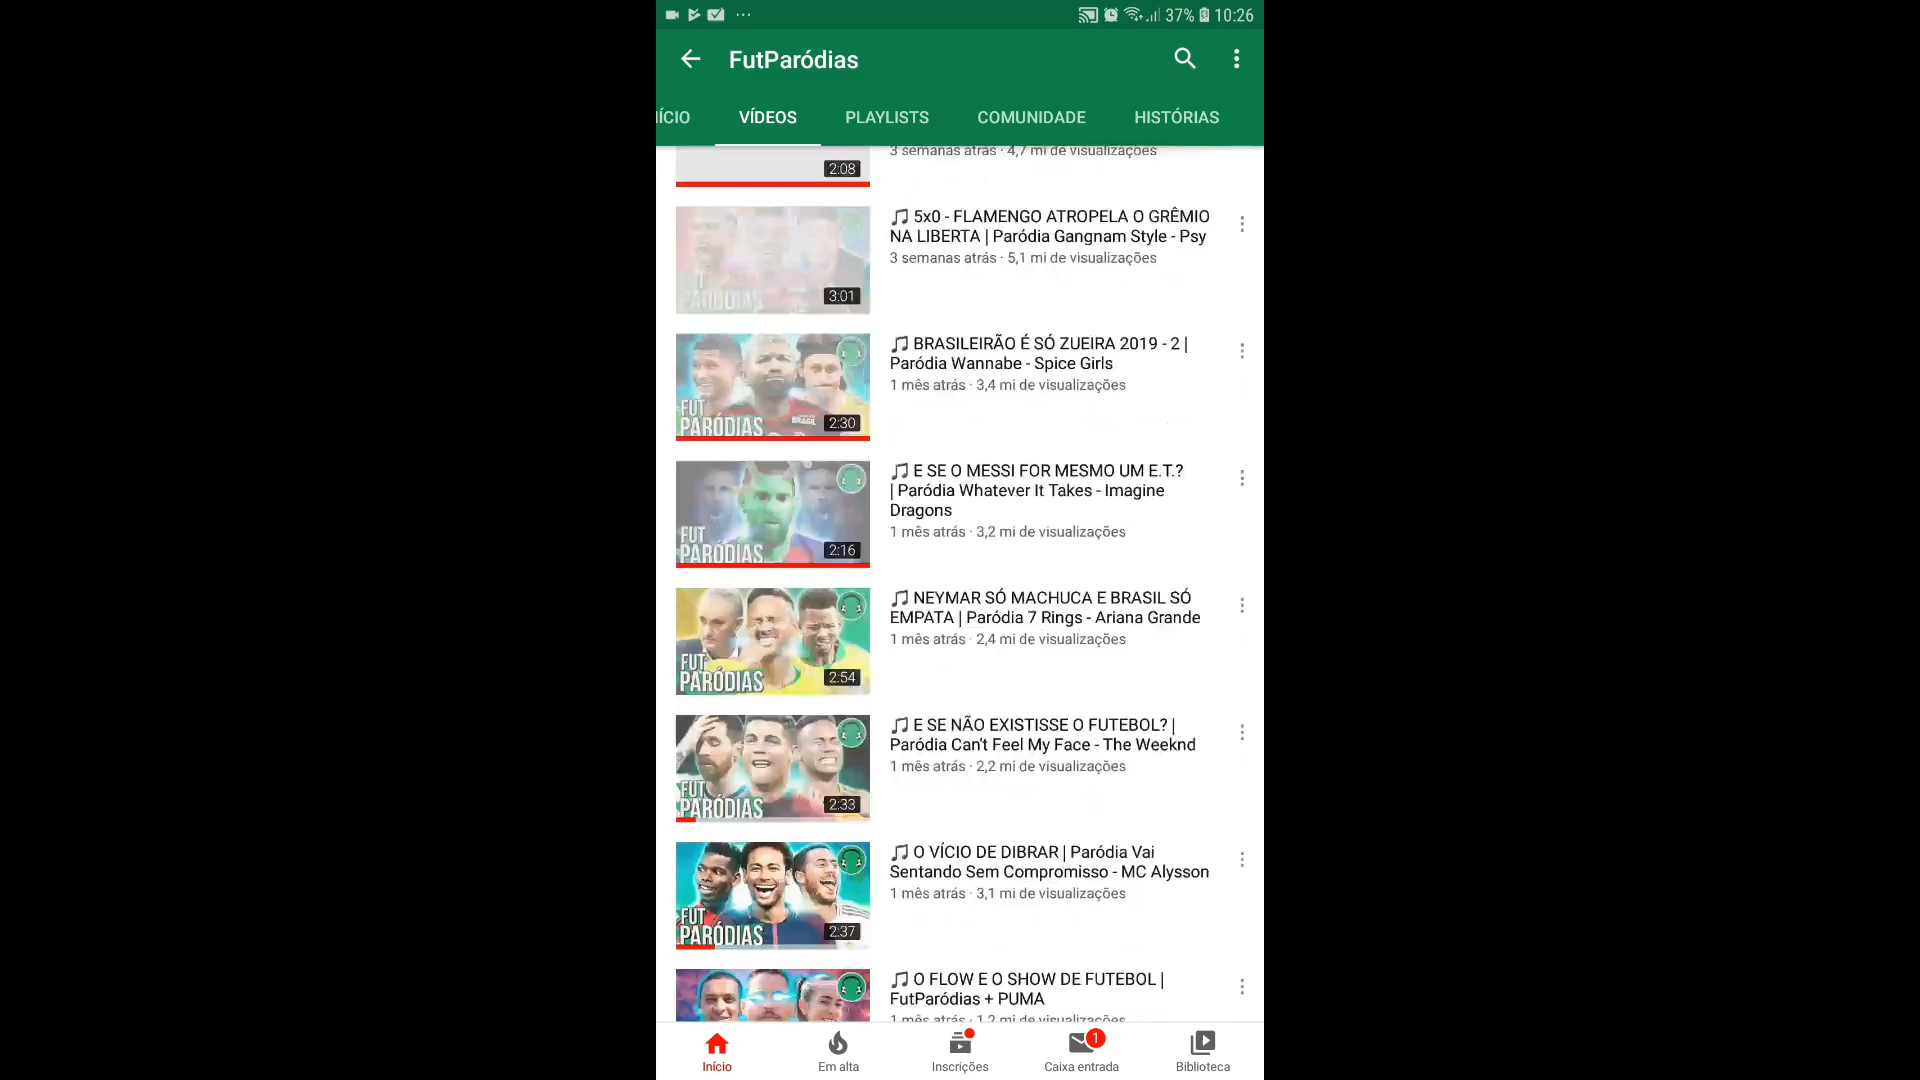 37% 10:26
FutParódias
ÍCIO VÍDEOS PLAYLISTS COMUNIDADE HISTÓRIAS
3 semanas atrás · 4,7 mi de visualizações
2:08
🎵 5x0 - FLAMENGO ATROPELA O GRÊMIO
NA LIBERTA | Paródia Gangnam Style - Psy
3 semanas atrás · 5,1 mi de visualizações
FUT
PARÓDIAS
3:01
🎵 BRASILEIRÃO É SÓ ZUEIRA 2019 - 2 |
Paródia Wannabe - Spice Girls
1 mês atrás · 3,4 mi de visualizações
FUT
PARÓDIAS
BRASIL
2:30
🎵 E SE O MESSI FOR MESMO UM E.T.?
| Paródia Whatever It Takes - Imagine
Dragons
1 mês atrás · 3,2 mi de visualizações
FUT
PARÓDIAS
2:16
🎵 NEYMAR SÓ MACHUCA E BRASIL SÓ
EMPATA | Paródia 7 Rings - Ariana Grande
1 mês atrás · 2,4 mi de visualizações
FUT
PARÓDIAS
2:54
🎵 E SE NÃO EXISTISSE O FUTEBOL? |
Paródia Can't Feel My Face - The Weeknd
1 mês atrás · 2,2 mi de visualizações
FUT
PARÓDIAS
2:33
🎵 O VÍCIO DE DIBRAR | Paródia Vai
Sentando Sem Compromisso - MC Alysson
1 mês atrás · 3,1 mi de visualizações
FUT
PARÓDIAS
2:37
🎵 O FLOW E O SHOW DE FUTEBOL |
FutParódias + PUMA
1 mês atrás · 1,2 mi de visualizações
1
Início Em alta Inscrições Caixa entrada Biblioteca